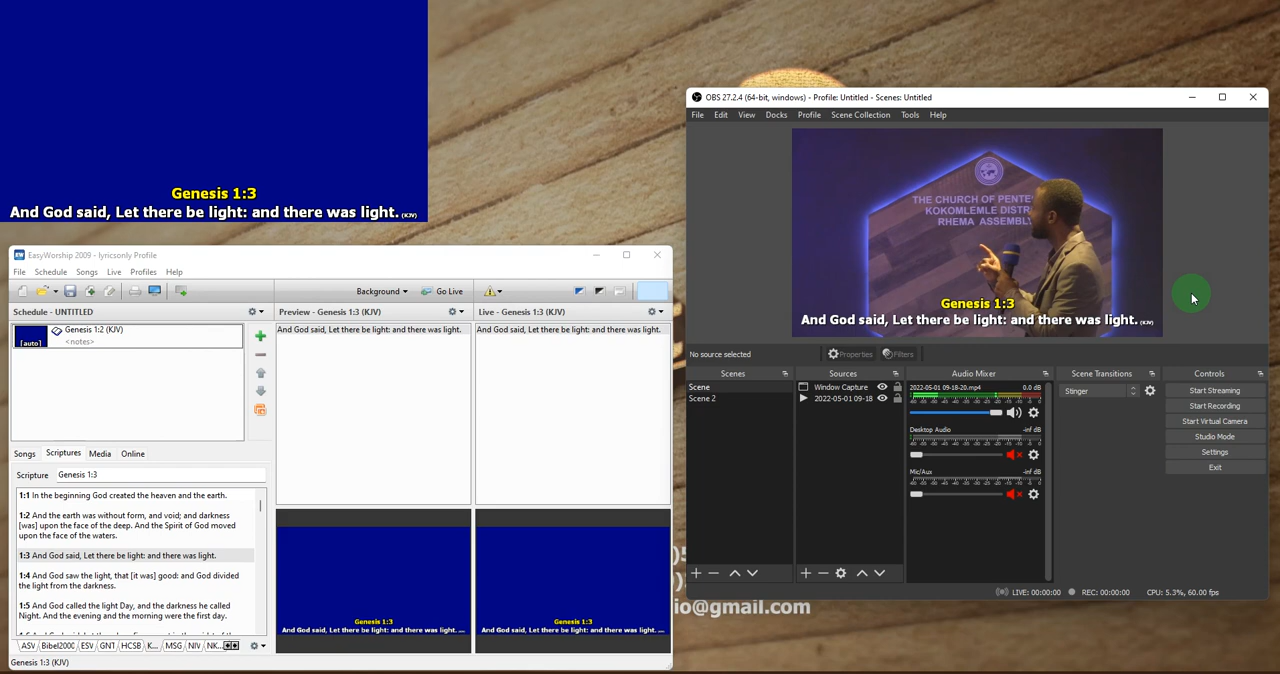 Genesis 1:3
And God said, Let there be light: and there was light. (KJV)
EasyWorship 2009 - lyricsonly Profile
File Schedule Songs Live Profiles Help
Background Go Live
Schedule - UNTITLED
Preview - Genesis 1:3 (KJV)
Live - Genesis 1:3 (KJV)
[auto]
Genesis 1:2 (KJV)
<notes>
And God said, Let there be light: and there was light.
And God said, Let there be light: and there was light.
Songs Scriptures Media Online
Scripture Genesis 1:3
1:1 In the beginning God created the heaven and the earth.
1:2 And the earth was without form, and void; and darkness
[was] upon the face of the deep. And the Spirit of God moved
upon the face of the waters.
1:3 And God said, Let there be light: and there was light.
1:4 And God saw the light, that [it was] good: and God divided
the light from the darkness.
1:5 And God called the light Day, and the darkness he called
Night. And the evening and the morning were the first day.
ASV Bibel2000 ESV GNT HCSB K... MSG NIV NK...
Genesis 1:3 (KJV)
Genesis 1:3
And God said, Let there be light: and there was light. ...
Genesis 1:3
And God said, Let there be light: and there was light. ...
OBS 27.2.4 (64-bit, windows) - Profile: Untitled - Scenes: Untitled
File Edit View Docks Profile Scene Collection Tools Help
THE CHURCH OF PENTE
KOKOMLEMLE DISTR
RHEMA ASSEMBLY
Genesis 1:3
And God said, Let there be light: and there was light. (KJV)
No source selected Properties Filters
Scenes Sources Audio Mixer Scene Transitions Controls
Scene
Scene 2
Window Capture
2022-05-01 09-18
2022-05-01 09-18-20.mp4 0.0 dB
Desktop Audio -inf dB
Mic/Aux -inf dB
Stinger
Start Streaming
Start Recording
Start Virtual Camera
Studio Mode
Settings
Exit
LIVE: 00:00:00 REC: 00:00:00 CPU: 5.3%, 60.00 fps
io@gmail.com